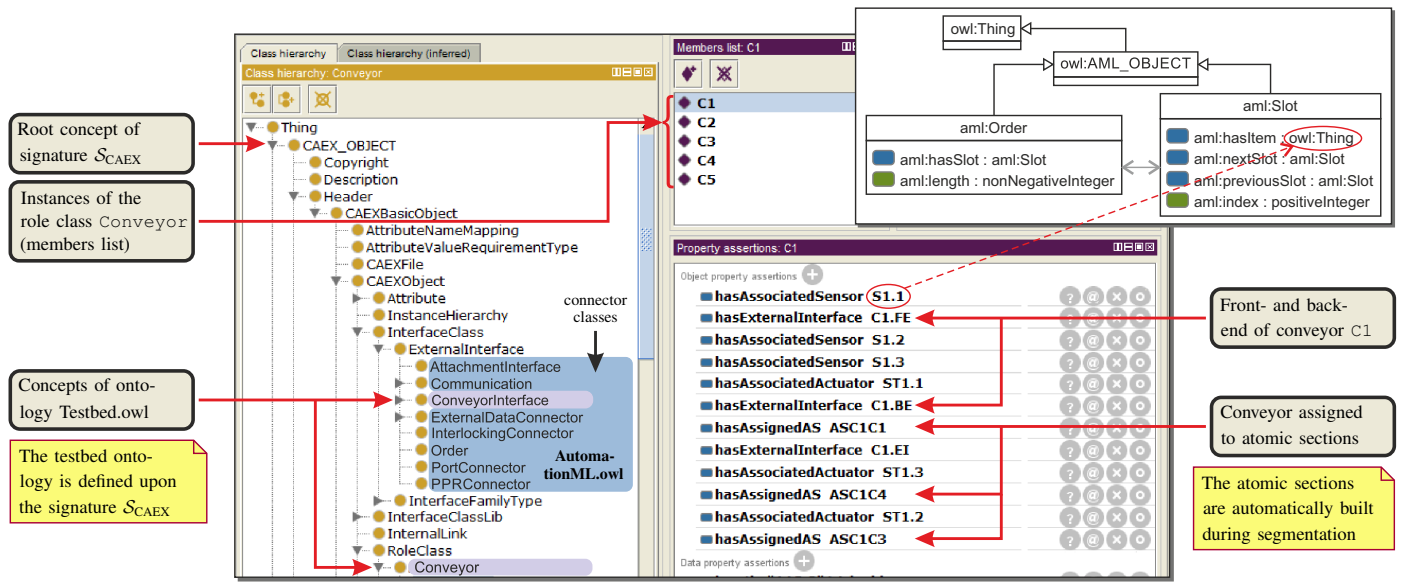 Root concept of
signature SCAEX
Instances of the
role class Conveyor
(members list)
Concepts of onto-
logy Testbed.owl
The testbed onto-
logy is defined upon
the signature SCAEX
Class hierarchy
Class hierarchy (inferred)
Class hierarchy: Conveyor
Thing
CAEX_OBJECT
Copyright
Description
Header
CAEXBasicObject
AttributeNameMapping
AttributeValueRequirementType
CAEXFile
CAEXObject
Attribute
InstanceHierarchy
InterfaceClass
ExternalInterface
AttachmentInterface
Communication
ConveyorInterface
ExternalDataConnector
InterlockingConnector
Order
PortConnector
PPRConnector
InterfaceFamilyType
InterfaceClassLib
InternalLink
RoleClass
Conveyor
connector
classes
Automa-
tionML.owl
Members list: C1
C1
C2
C3
C4
C5
owl:Thing
owl:AML_OBJECT
aml:Order
aml:hasSlot : aml:Slot
aml:length : nonNegativeInteger
aml:Slot
aml:hasItem : owl:Thing
aml:nextSlot : aml:Slot
aml:previousSlot : aml:Slot
aml:index : positiveInteger
Property assertions: C1
Object property assertions
hasAssociatedSensor S1.1
hasExternalInterface C1.FE
hasAssociatedSensor S1.2
hasAssociatedSensor S1.3
hasAssociatedActuator ST1.1
hasExternalInterface C1.BE
hasAssignedAS ASC1C1
hasExternalInterface C1.EI
hasAssociatedActuator ST1.3
hasAssignedAS ASC1C4
hasAssociatedActuator ST1.2
hasAssignedAS ASC1C3
Data property assertions
Front- and back-
end of conveyor C1
Conveyor assigned
to atomic sections
The atomic sections
are automatically built
during segmentation